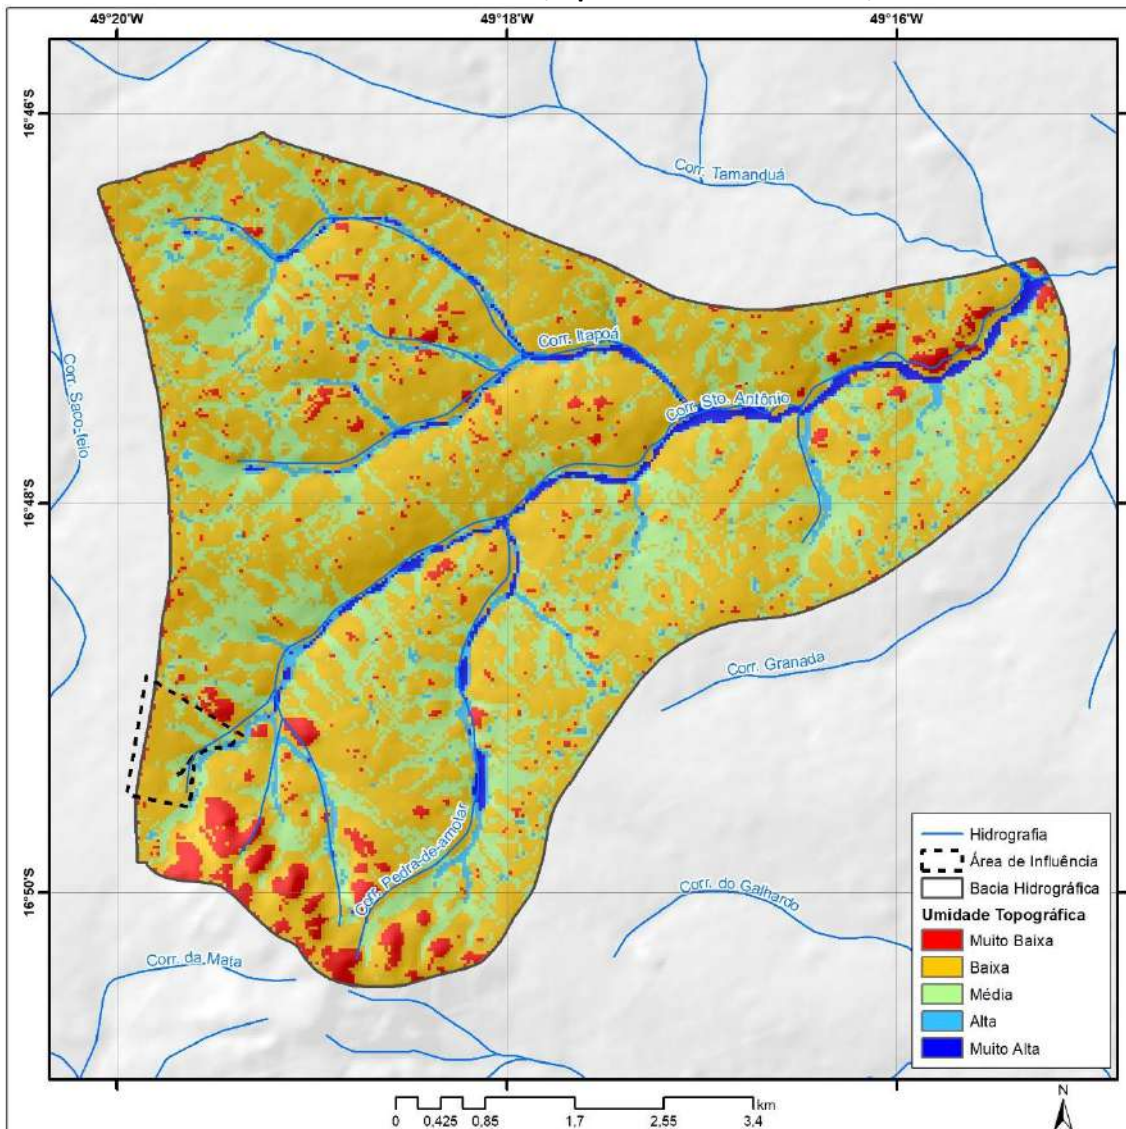 49°20'W
49°18'W
49°16'W
16°46'S
Corr. Tamanduá
Corr. Itapoá
Corr. Saco-feio
Corr. Sto. Antônio
16°48'S
Corr. Granada
Corr. Pedra-de-amolar
16°50'S
Corr. do Galhardo
Corr. da Mata
Hidrografia
Área de Influência
Bacia Hidrográfica
Umidade Topográfica
Muito Baixa
Baixa
Média
Alta
Muito Alta
N
km
0 0,425 0,85 1,7 2,55 3,4